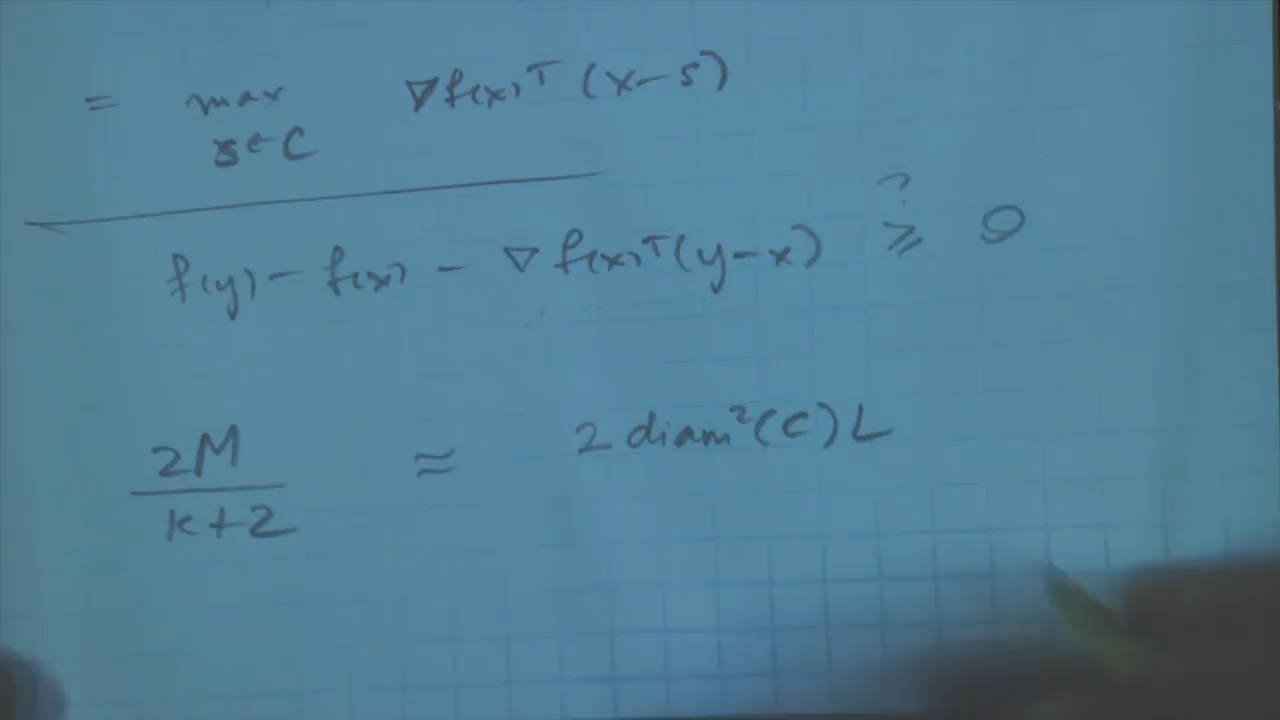 = max ∇f(x)ᵀ (x-s)
s∈C
f(y) - f(x) - ∇f(x)ᵀ(y-x) ≥ 0
?
2M / k+2 ≈ 2 diam²(C) L